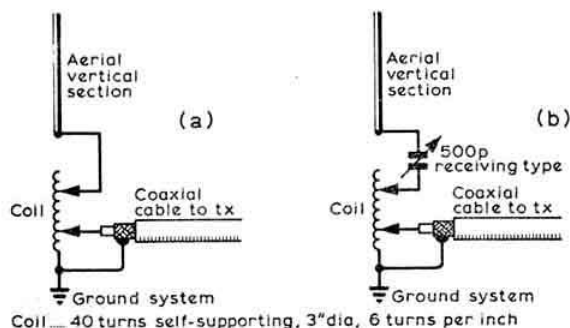 Aerial
vertical
section
(a)
Coil
Coaxial
cable to tx
Ground system
Aerial
vertical
section
(b)
500p
receiving type
Coil
Coaxial
cable to tx
Ground system
Coil __ 40 turns self-supporting, 3"dia, 6 turns per inch